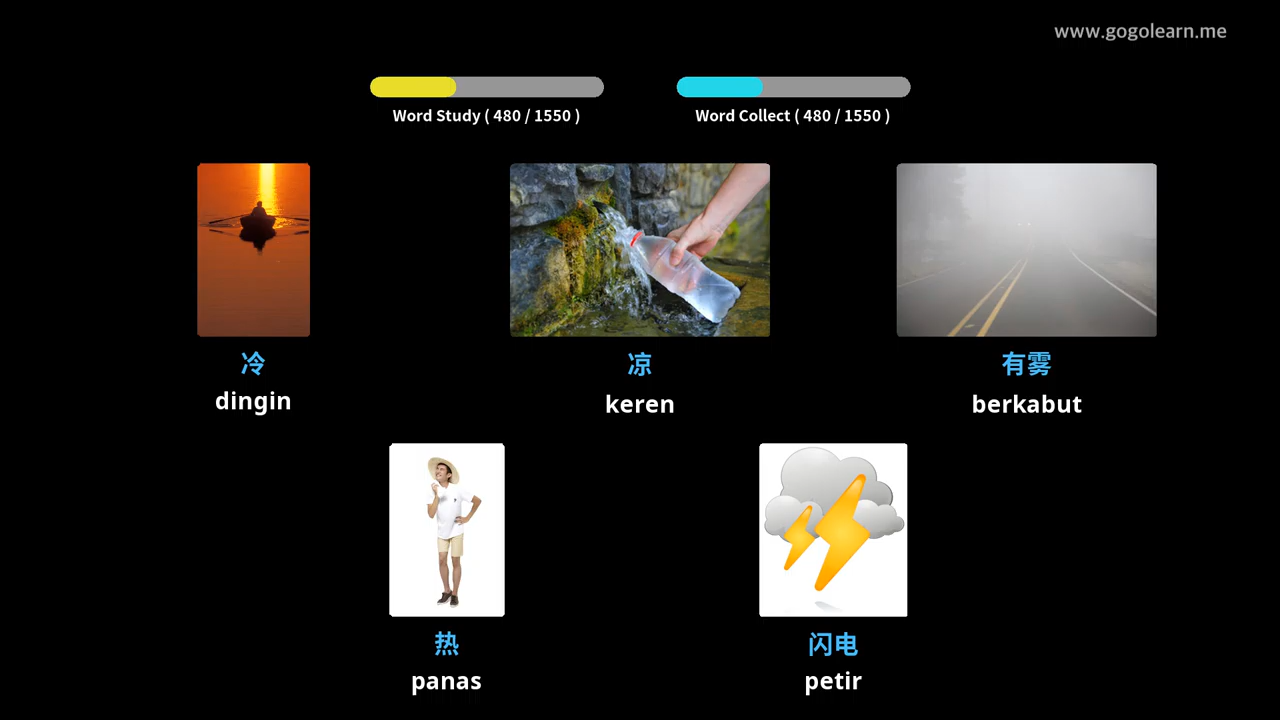 www.gogolearn.me
Word Study ( 480 / 1550 )
Word Collect ( 480 / 1550 )
冷
dingin
凉
keren
有雾
berkabut
热
panas
闪电
petir